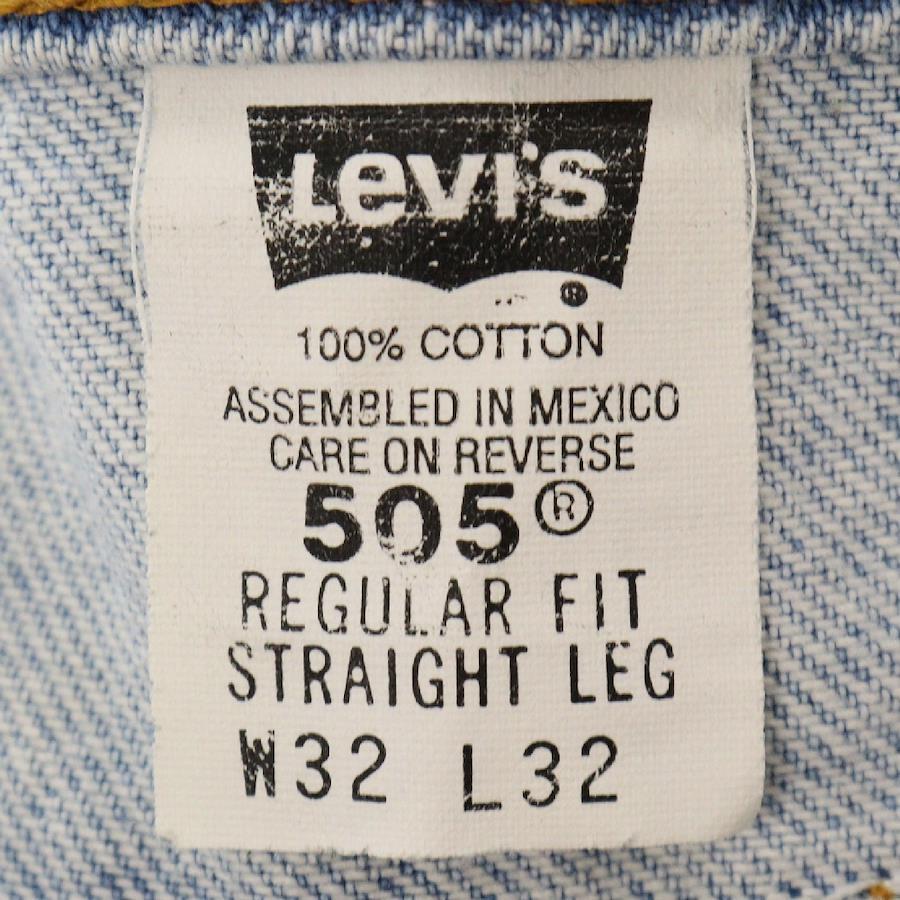 Levi's
®
100% COTTON
ASSEMBLED IN MEXICO
CARE ON REVERSE
505®
REGULAR FIT
STRAIGHT LEG
W32 L32